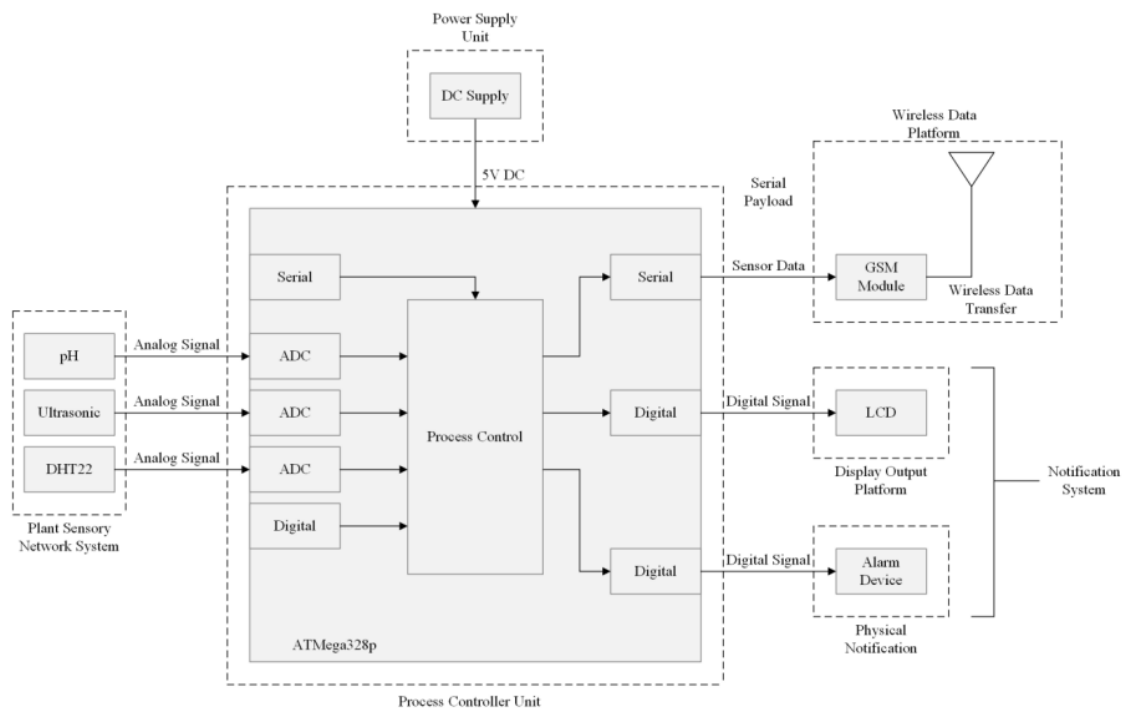 Power Supply
Unit
DC Supply
5V DC
Wireless Data
Platform
Serial
Payload
Serial
Serial
Sensor Data
GSM
Module
Wireless Data
Transfer
pH
Analog Signal
ADC
Ultrasonic
Analog Signal
ADC
Process Control
Digital
Digital Signal
LCD
DHT22
Analog Signal
ADC
Display Output
Platform
Notification
System
Plant Sensory
Network System
Digital
Digital
Digital Signal
Alarm
Device
Physical
Notification
ATMega328p
Process Controller Unit